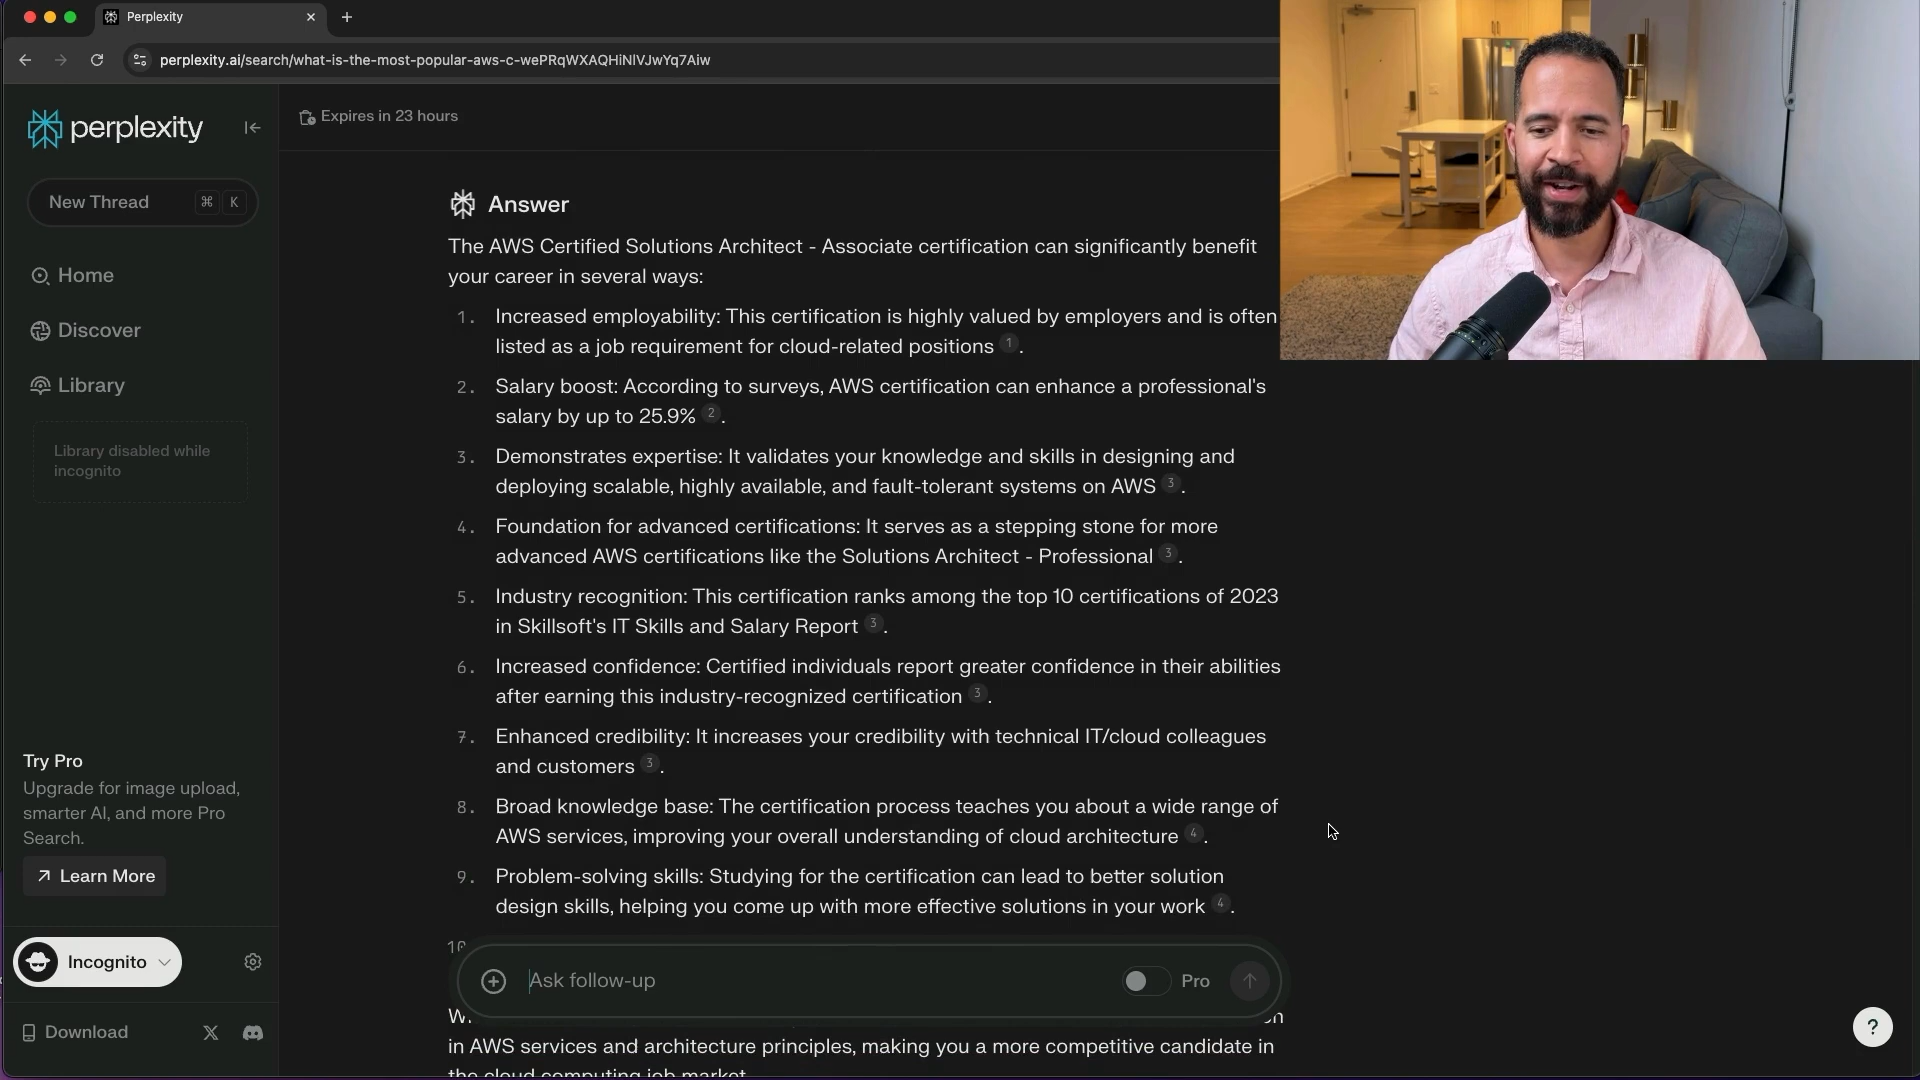 Perplexity
perplexity.ai/search/what-is-the-most-popular-aws-c-wePRqWXAQHiNlVJwYq7Aiw
perplexity
Expires in 23 hours
New Thread ⌘ K
Home
Discover
Library
Library disabled while
incognito
Try Pro
Upgrade for image upload,
smarter AI, and more Pro
Search.
Learn More
Incognito
Download
Answer
The AWS Certified Solutions Architect - Associate certification can significantly benefit
your career in several ways:
1. Increased employability: This certification is highly valued by employers and is often
listed as a job requirement for cloud-related positions 1.
2. Salary boost: According to surveys, AWS certification can enhance a professional's
salary by up to 25.9% 2.
3. Demonstrates expertise: It validates your knowledge and skills in designing and
deploying scalable, highly available, and fault-tolerant systems on AWS 3.
4. Foundation for advanced certifications: It serves as a stepping stone for more
advanced AWS certifications like the Solutions Architect - Professional 3.
5. Industry recognition: This certification ranks among the top 10 certifications of 2023
in Skillsoft's IT Skills and Salary Report 3.
6. Increased confidence: Certified individuals report greater confidence in their abilities
after earning this industry-recognized certification 3.
7. Enhanced credibility: It increases your credibility with technical IT/cloud colleagues
and customers 3.
8. Broad knowledge base: The certification process teaches you about a wide range of
AWS services, improving your overall understanding of cloud architecture 4.
9. Problem-solving skills: Studying for the certification can lead to better solution
design skills, helping you come up with more effective solutions in your work 4.
10
Ask follow-up
Pro
in AWS services and architecture principles, making you a more competitive candidate in
the cloud computing job market.
?